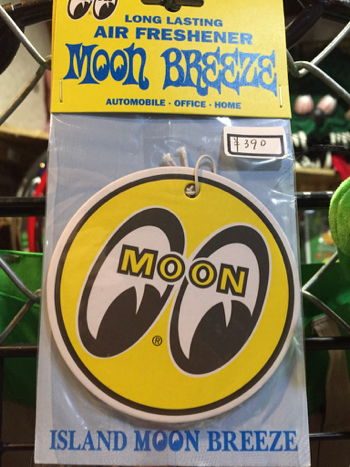 LONG LASTING
AIR FRESHENER
MOON BREEZE
AUTOMOBILE · OFFICE · HOME
¥390
MOON
®
ISLAND MOON BREEZE